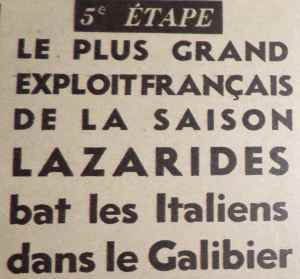 5e ÉTAPE
LE PLUS GRAND
EXPLOIT FRANÇAIS
DE LA SAISON
LAZARIDES
bat les Italiens
dans le Galibier